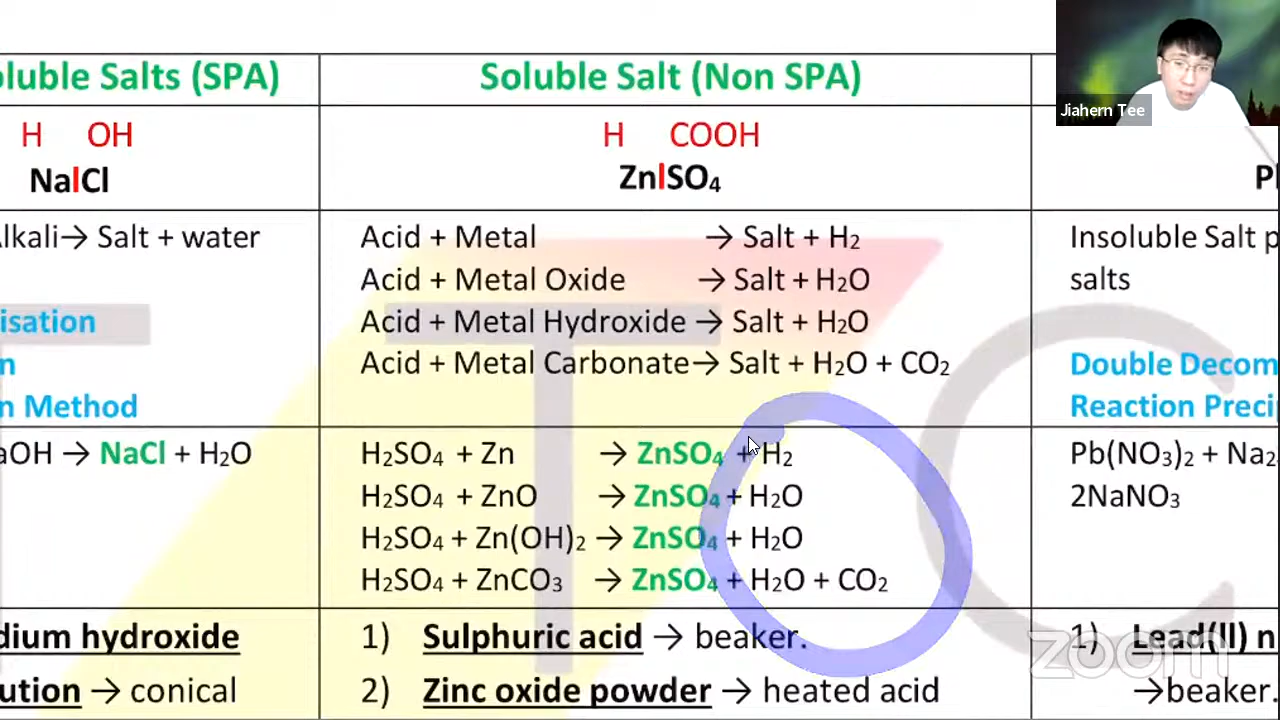 oluble Salts (SPA)
H OH
NalCl
lkali→ Salt + water
isation
n
n Method
aOH → NaCl + H₂O
dium hydroxide
ution → conical
Soluble Salt (Non SPA)
H COOH
ZnlSO₄
Acid + Metal → Salt + H₂
Acid + Metal Oxide → Salt + H₂O
Acid + Metal Hydroxide → Salt + H₂O
Acid + Metal Carbonate→ Salt + H₂O + CO₂
H₂SO₄ + Zn → ZnSO₄ + H₂
H₂SO₄ + ZnO → ZnSO₄ + H₂O
H₂SO₄ + Zn(OH)₂ → ZnSO₄ + H₂O
H₂SO₄ + ZnCO₃ → ZnSO₄ + H₂O + CO₂
1) Sulphuric acid → beaker.
2) Zinc oxide powder → heated acid
Jiahern Tee
Insoluble Salt p
salts
Double Decom
Reaction Preci
Pb(NO₃)₂ + Na₂
2NaNO₃
1) Lead(ll) n
→beaker.
zoom